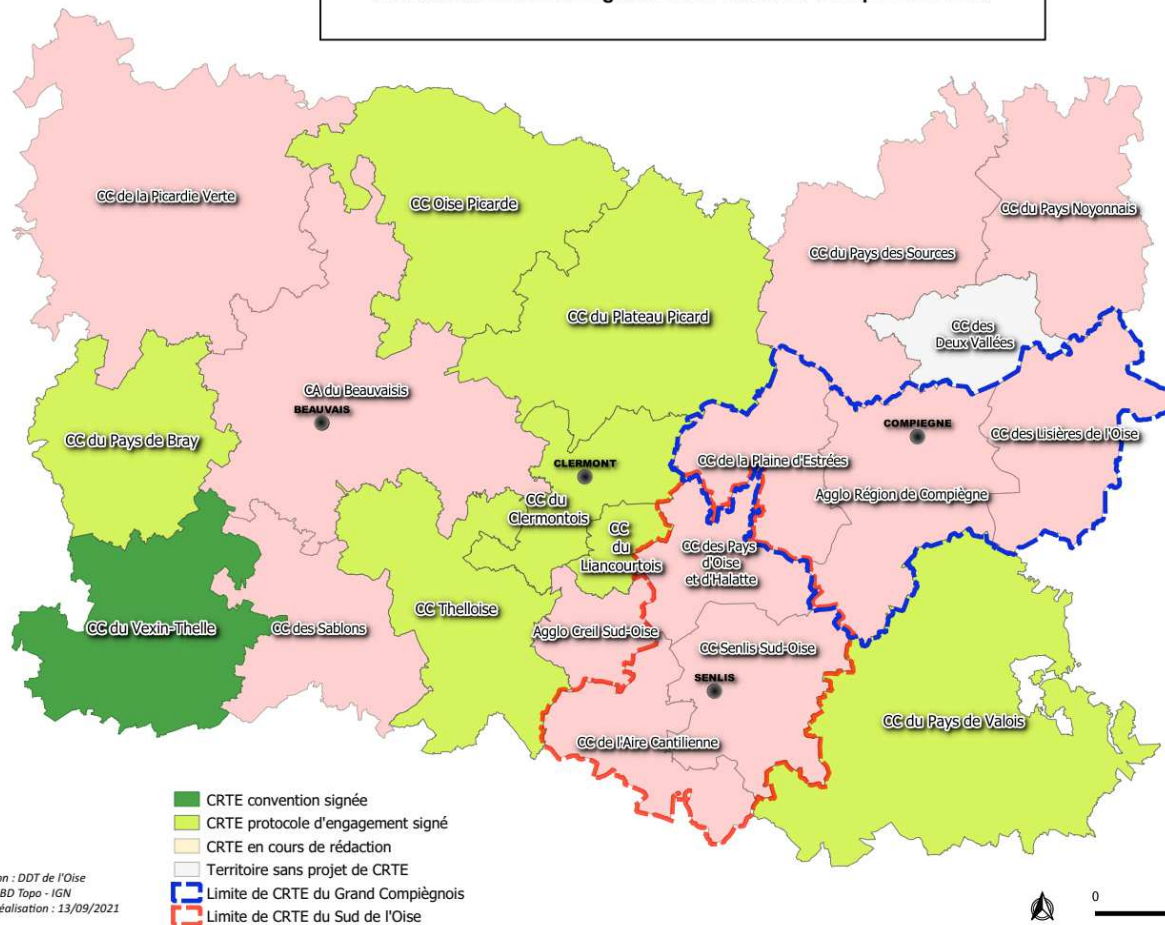 CC de la Picardie Verte
CC Oise Picarde
CC du Pays Noyonnais
CC du Pays des Sources
CC du Plateau Picard
CC des
Deux Vallées
CA du Beauvaisis
BEAUVAIS
COMPIEGNE
CC du Pays de Bray
CC des Lisières de l'Oise
CC de la Plaine d'Estrées
CLERMONT
Agglo Région de Compiègne
CC du
Clermontois
CC
du
Liancourtois
CC des Pays
d'Oise
et d'Halatte
CC Thelloise
CC du Vexin-Thelle
CC des Sablons
Agglo Creil Sud-Oise
CC Senlis Sud-Oise
SENLIS
CC du Pays de Valois
CC de l'Aire Cantilienne
CRTE convention signée
CRTE protocole d'engagement signé
CRTE en cours de rédaction
Territoire sans projet de CRTE
Limite de CRTE du Grand Compiègnois
Limite de CRTE du Sud de l'Oise
on : DDT de l'Oise
BD Topo - IGN
éalisation : 13/09/2021
0